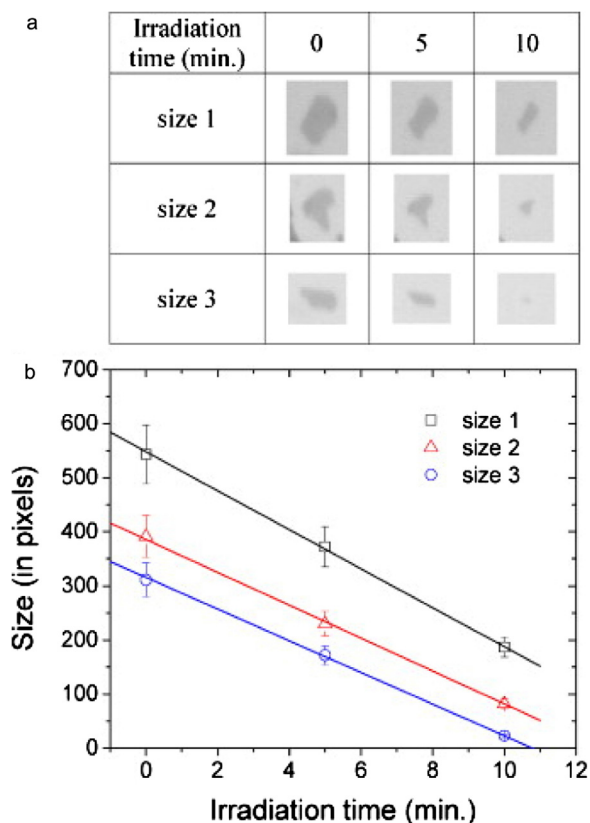 a
Irradiation
time (min.)
0
5
10
size 1
size 2
size 3
b
700
600
500
400
300
200
100
0
Size (in pixels)
size 1
size 2
size 3
0
2
4
6
8
10
12
Irradiation time (min.)